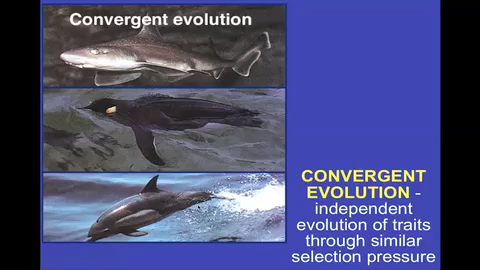 Convergent evolution
CONVERGENT
EVOLUTION -
independent
evolution of traits
through similar
selection pressure